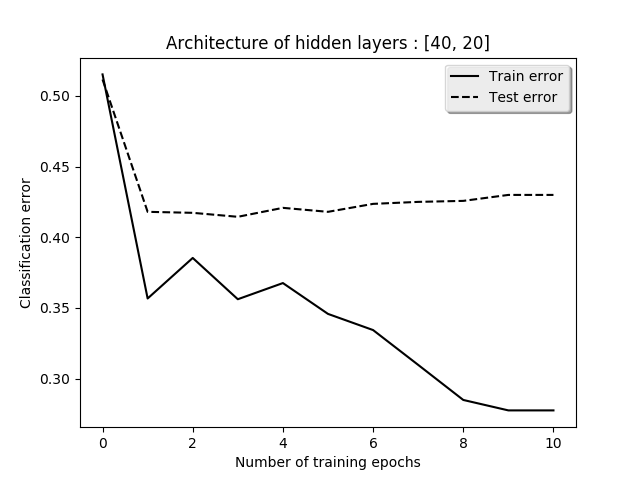 Architecture of hidden layers : [40, 20]
Train error
Test error
0.50
0.45
0.40
0.35
0.30
Classification error
0 2 4 6 8 10
Number of training epochs